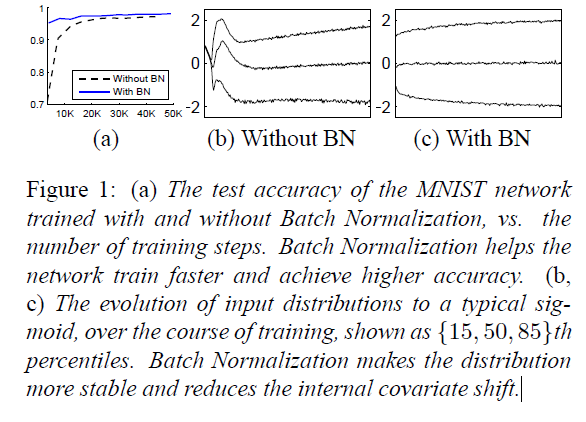 1
0.9
0.8
0.7
Without BN
With BN
10K 20K 30K 40K 50K
2
0
-2
2
0
-2
(a) (b) Without BN (c) With BN
Figure 1: (a) The test accuracy of the MNIST network
trained with and without Batch Normalization, vs. the
number of training steps. Batch Normalization helps the
network train faster and achieve higher accuracy. (b,
c) The evolution of input distributions to a typical sig-
moid, over the course of training, shown as {15, 50, 85}th
percentiles. Batch Normalization makes the distribution
more stable and reduces the internal covariate shift.